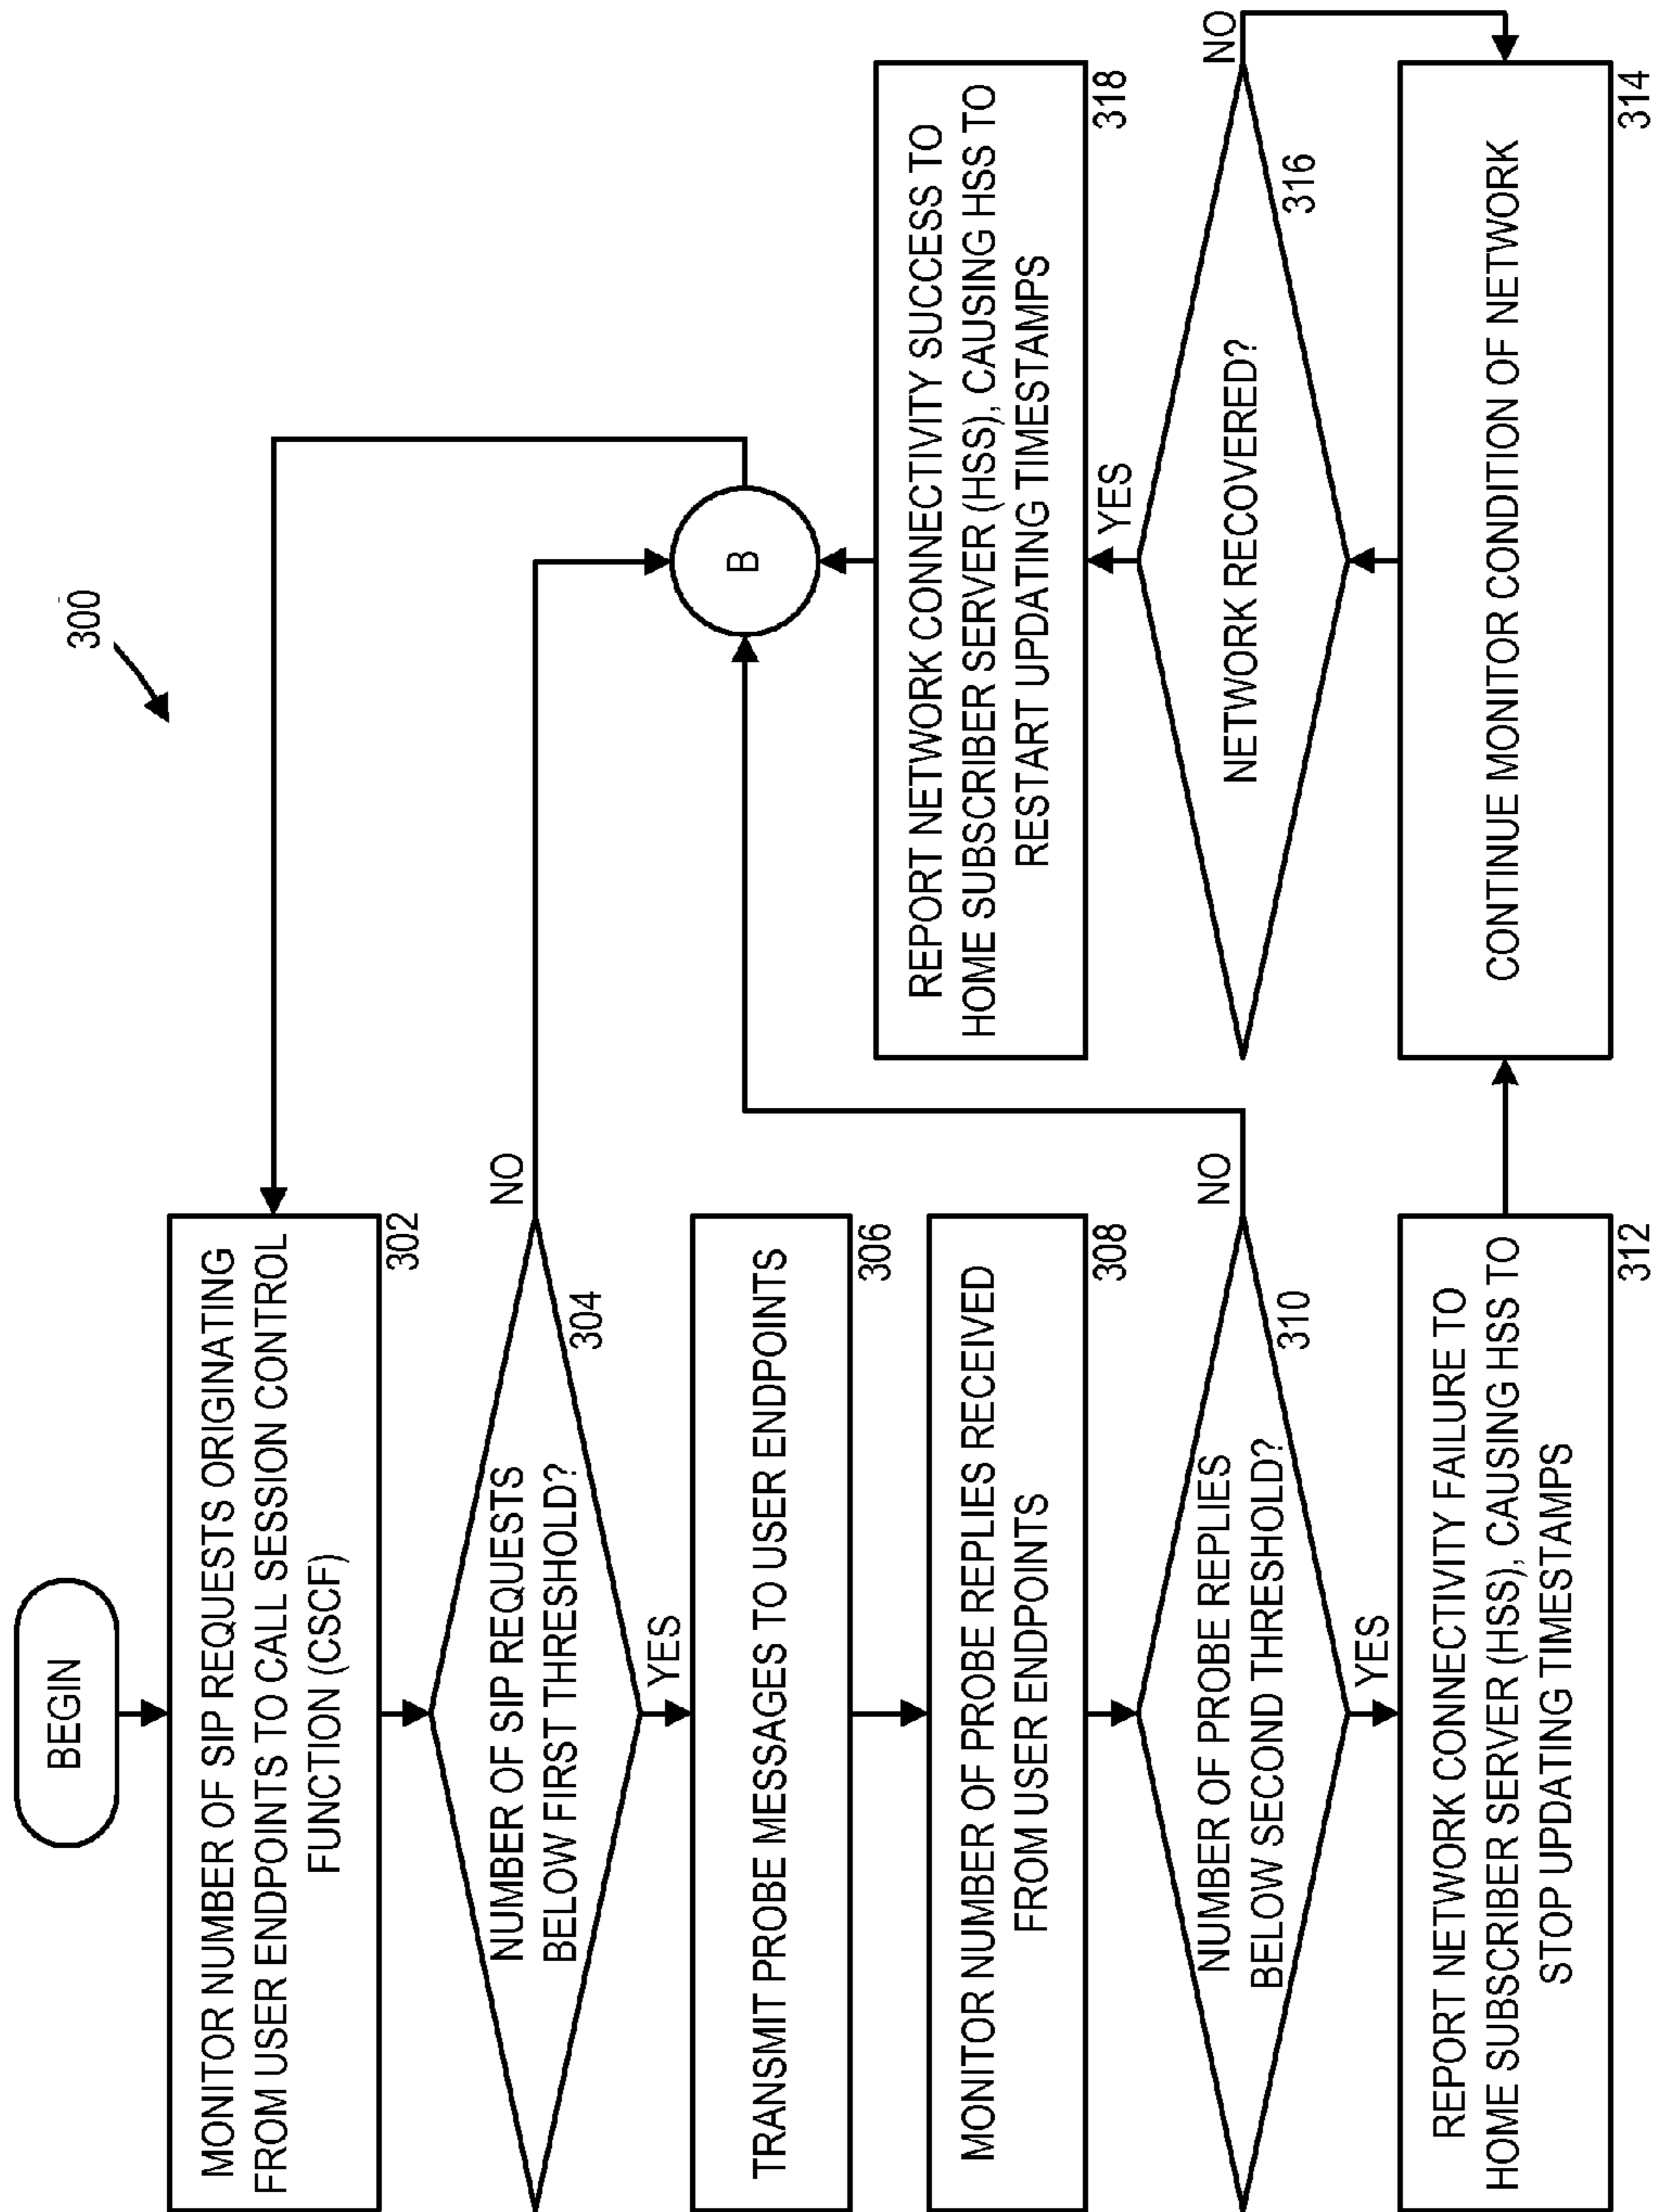 300
BEGIN
MONITOR NUMBER OF SIP REQUESTS ORIGINATING
FROM USER ENDPOINTS TO CALL SESSION CONTROL
FUNCTION (CSCF)
302
NUMBER OF SIP REQUESTS
BELOW FIRST THRESHOLD?
304
NO
YES
TRANSMIT PROBE MESSAGES TO USER ENDPOINTS
306
MONITOR NUMBER OF PROBE REPLIES RECEIVED
FROM USER ENDPOINTS
308
NUMBER OF PROBE REPLIES
BELOW SECOND THRESHOLD?
310
NO
YES
REPORT NETWORK CONNECTIVITY FAILURE TO
HOME SUBSCRIBER SERVER (HSS), CAUSING HSS TO
STOP UPDATING TIMESTAMPS
312
B
REPORT NETWORK CONNECTIVITY SUCCESS TO
HOME SUBSCRIBER SERVER (HSS), CAUSING HSS TO
RESTART UPDATING TIMESTAMPS
318
YES
NETWORK RECOVERED?
316
NO
CONTINUE MONITOR CONDITION OF NETWORK
314